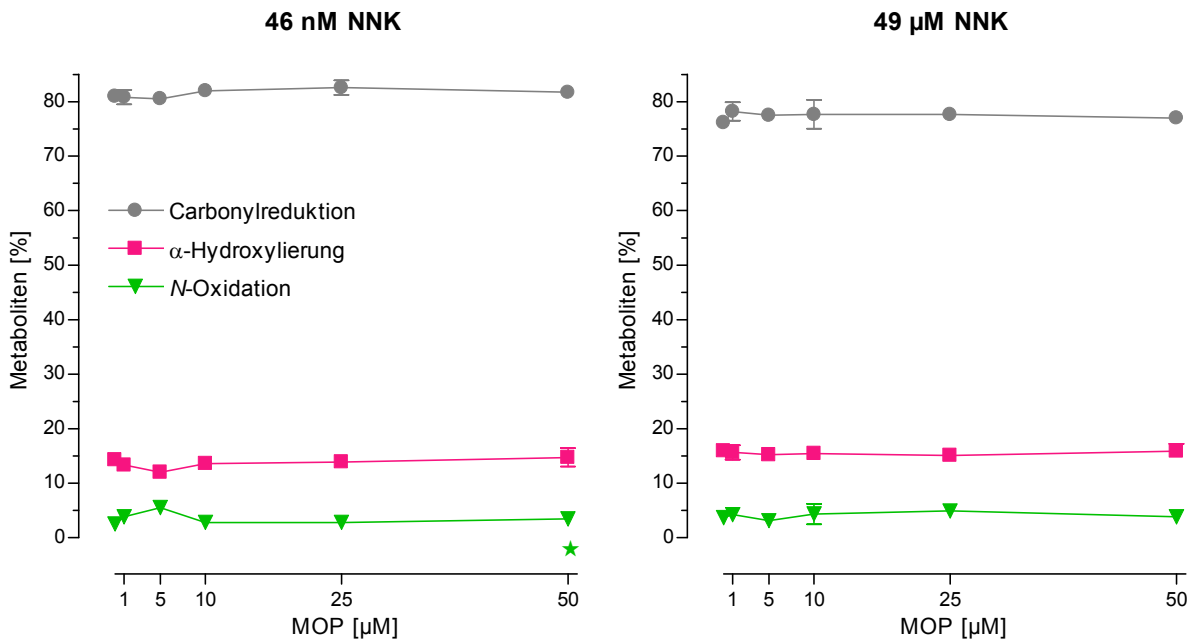 46 nM NNK
49 µM NNK
Metaboliten [%]
80
70
60
50
40
30
20
10
0
Carbonylreduktion
α-Hydroxylierung
N-Oxidation
1 5 10 25 50
MOP [µM]
Metaboliten [%]
80
70
60
50
40
30
20
10
0
1 5 10 25 50
MOP [µM]